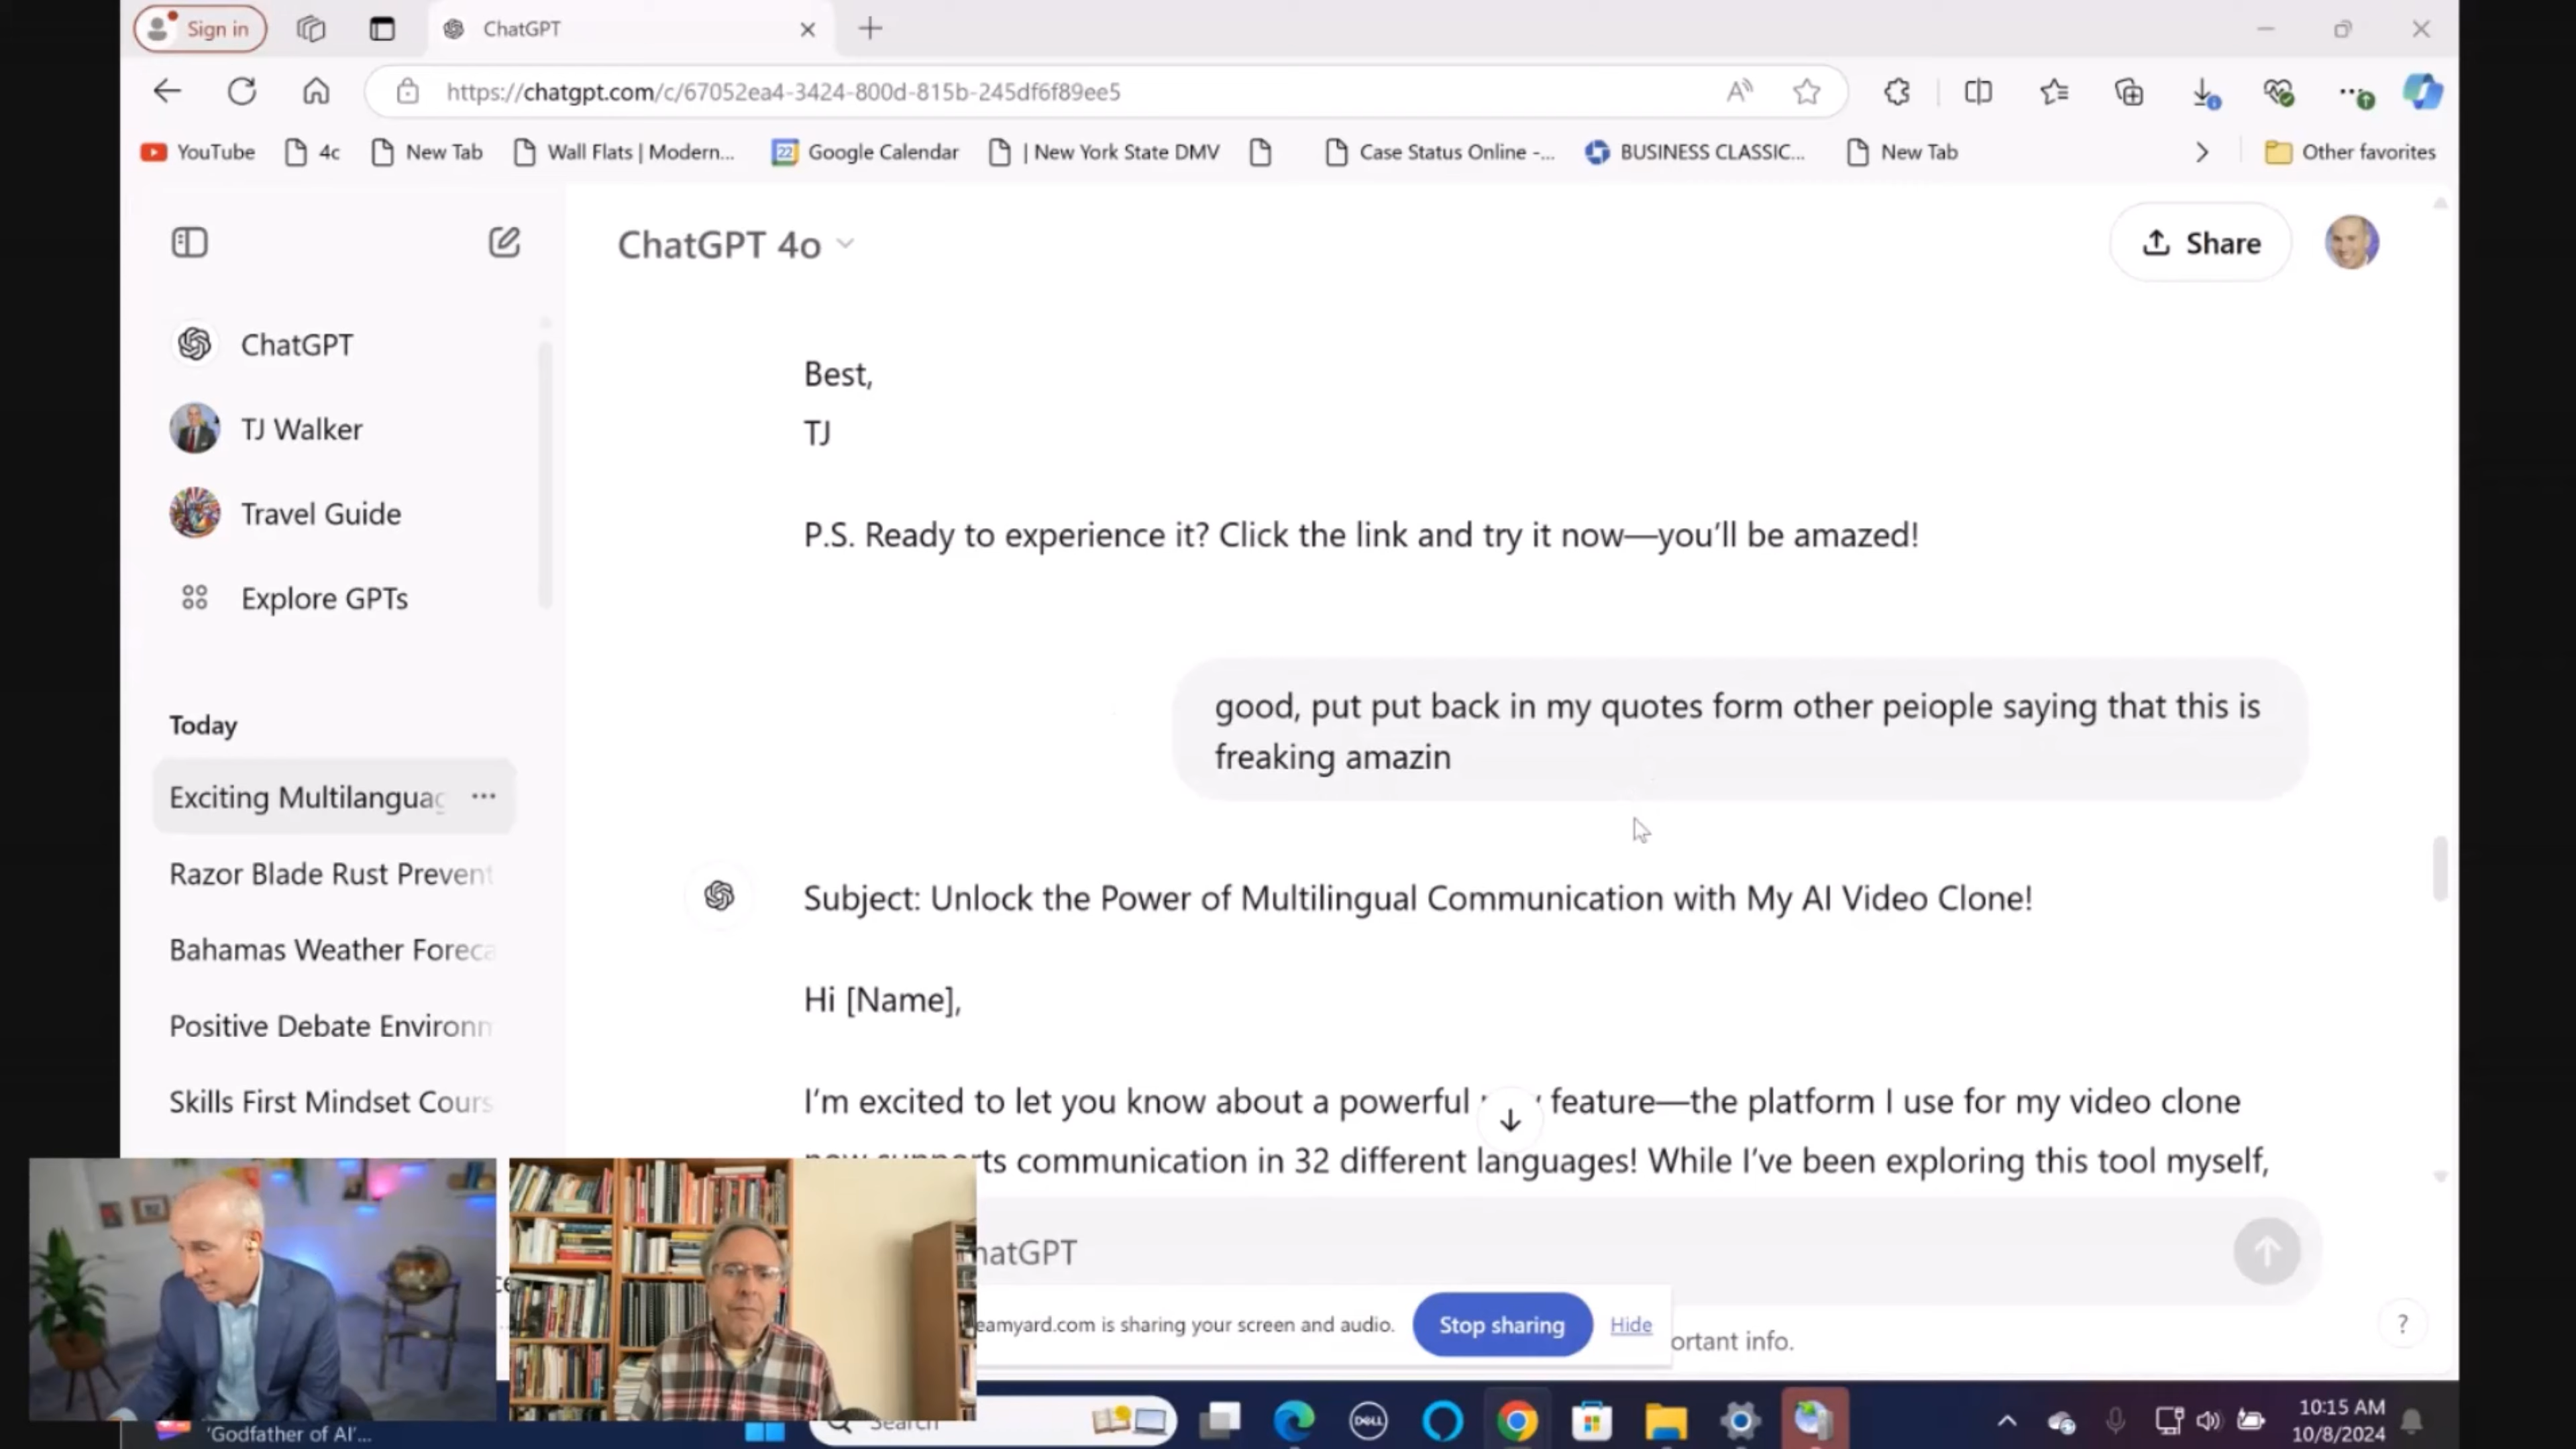 Sign in
ChatGPT
https://chatgpt.com/c/67052ea4-3424-800d-815b-245df6f89ee5
YouTube
4c
New Tab
Wall Flats | Modern...
22
Google Calendar
| New York State DMV
Case Status Online -...
BUSINESS CLASSIC...
New Tab
Other favorites
ChatGPT 4o
Share
ChatGPT
TJ Walker
Travel Guide
Explore GPTs
Today
Exciting Multilanguag
Razor Blade Rust Prevent
Bahamas Weather Foreca
Positive Debate Environm
Skills First Mindset Cours
Best,
TJ
P.S. Ready to experience it? Click the link and try it now—you'll be amazed!
good, put put back in my quotes form other peiople saying that this is
freaking amazin
Subject: Unlock the Power of Multilingual Communication with My AI Video Clone!
Hi [Name],
I'm excited to let you know about a powerful feature—the platform I use for my video clone
now supports communication in 32 different languages! While I've been exploring this tool myself,
hatGPT
eamyard.com is sharing your screen and audio.
Stop sharing
Hide
ortant info.
?
'Godfather of AI'...
Search
DELL
10:15 AM
10/8/2024